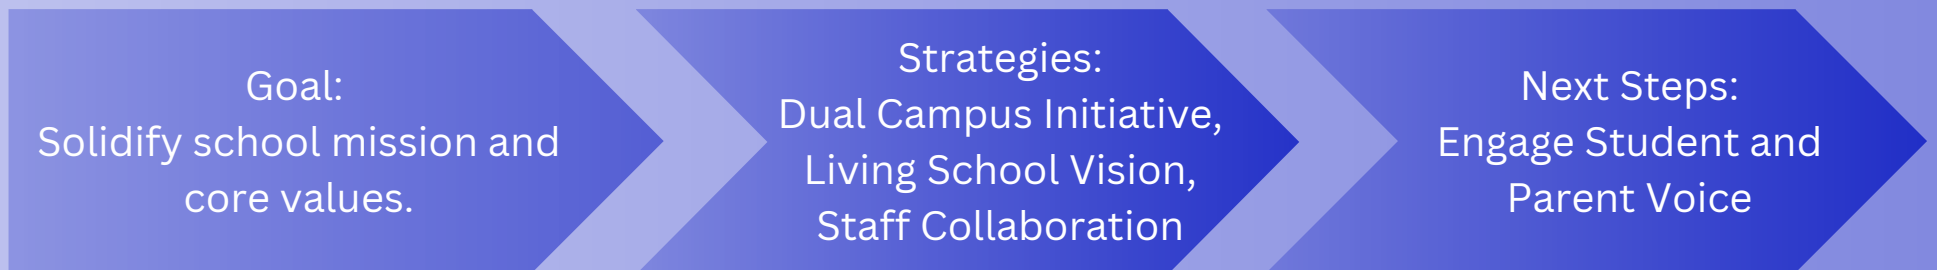 Goal:
Solidify school mission and
core values.
Strategies:
Dual Campus Initiative,
Living School Vision,
Staff Collaboration
Next Steps:
Engage Student and
Parent Voice